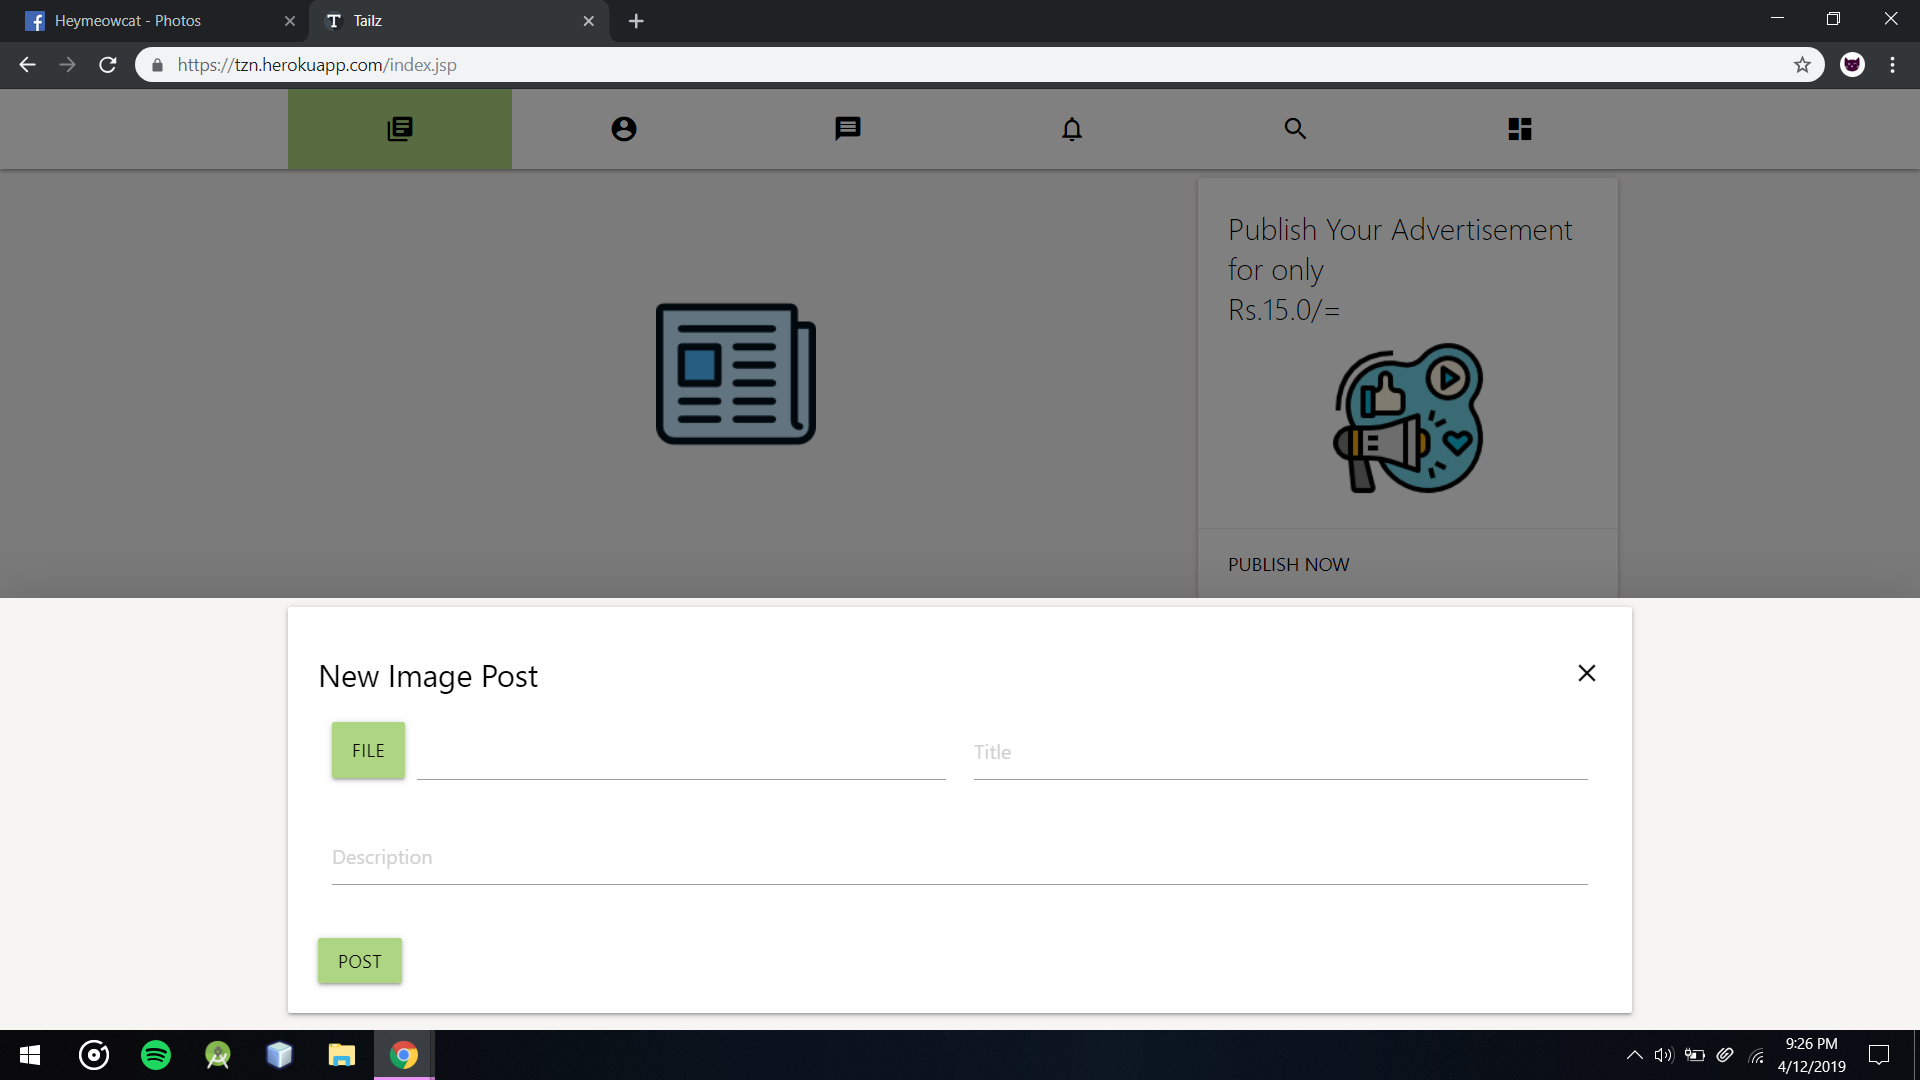 Heymeowcat - Photos
Tailz
https://tzn.herokuapp.com/index.jsp
Publish Your Advertisement
for only
Rs.15.0/=
PUBLISH NOW
New Image Post
FILE
Title
Description
POST
9:26 PM
4/12/2019